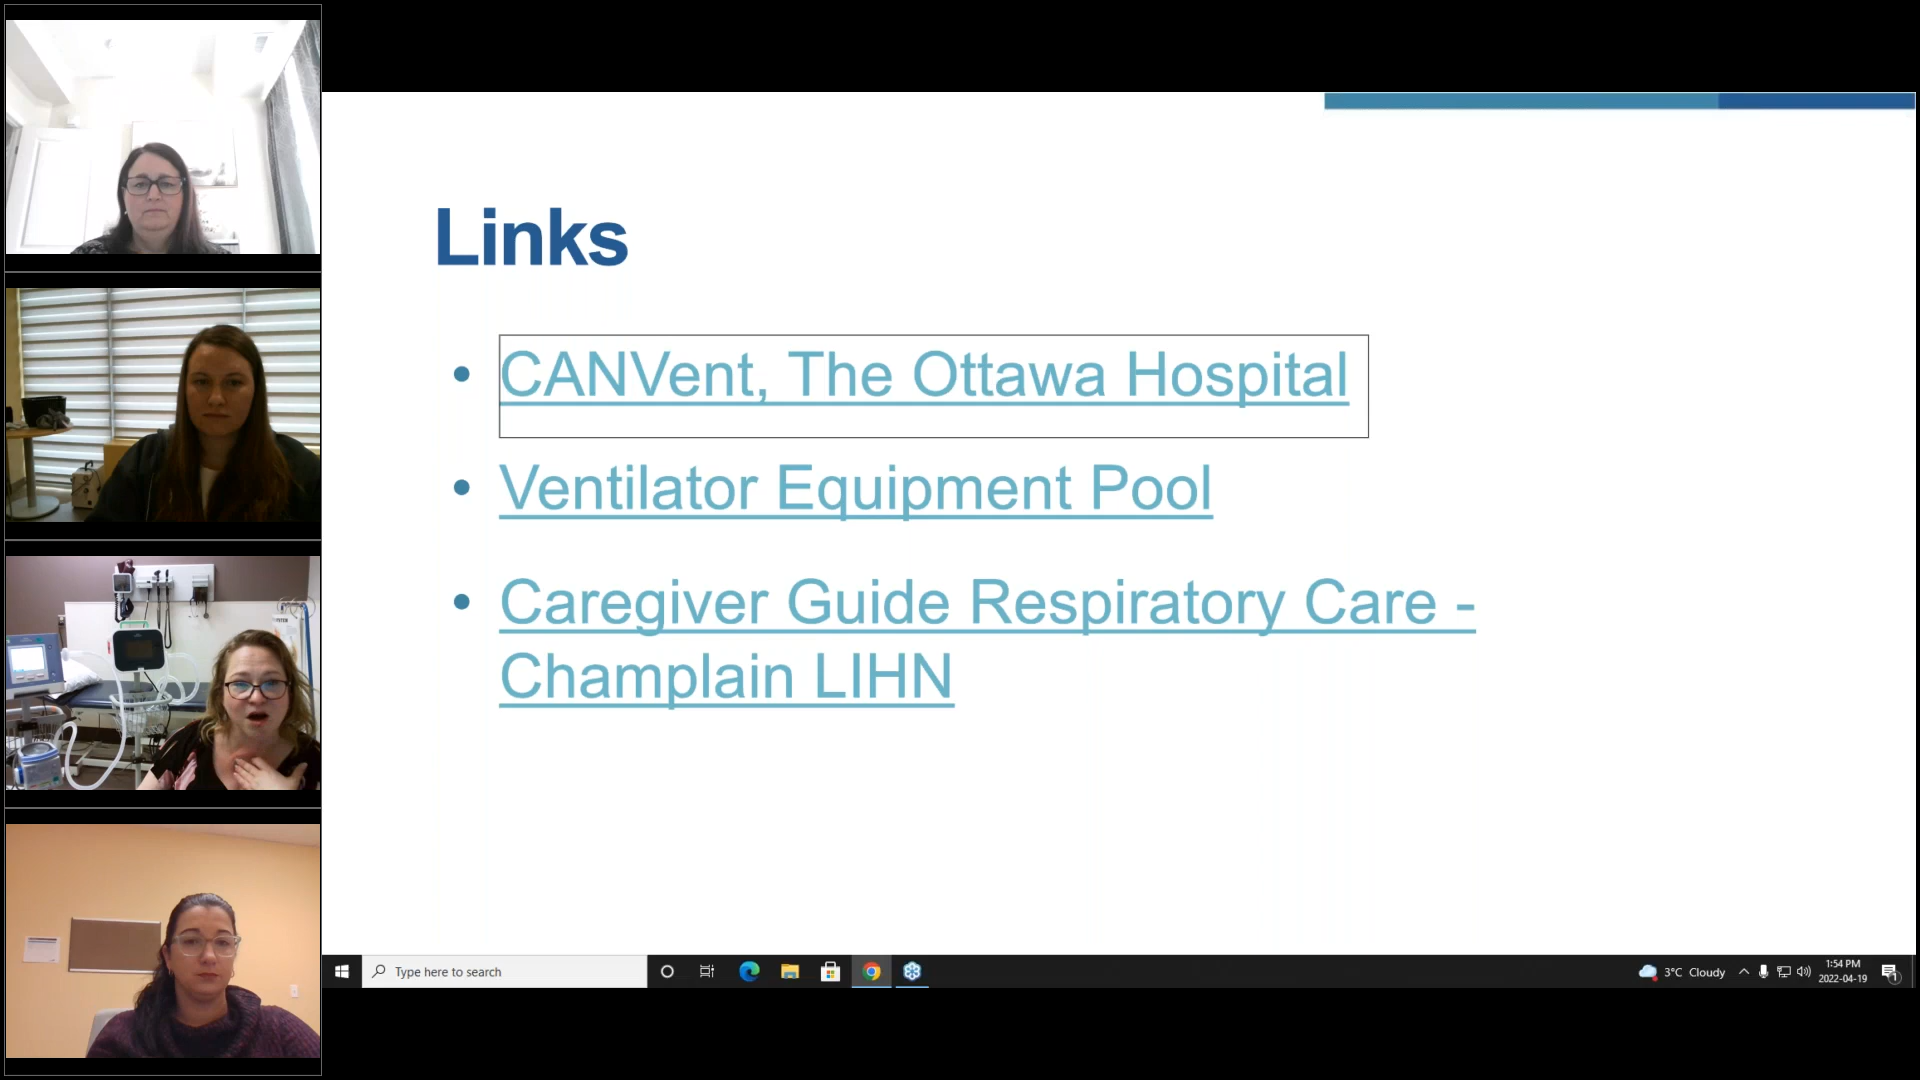 Links
• CANVent, The Ottawa Hospital
• Ventilator Equipment Pool
• Caregiver Guide Respiratory Care -
Champlain LIHN
Type here to search
3°C Cloudy
1:54 PM
2022-04-19
1